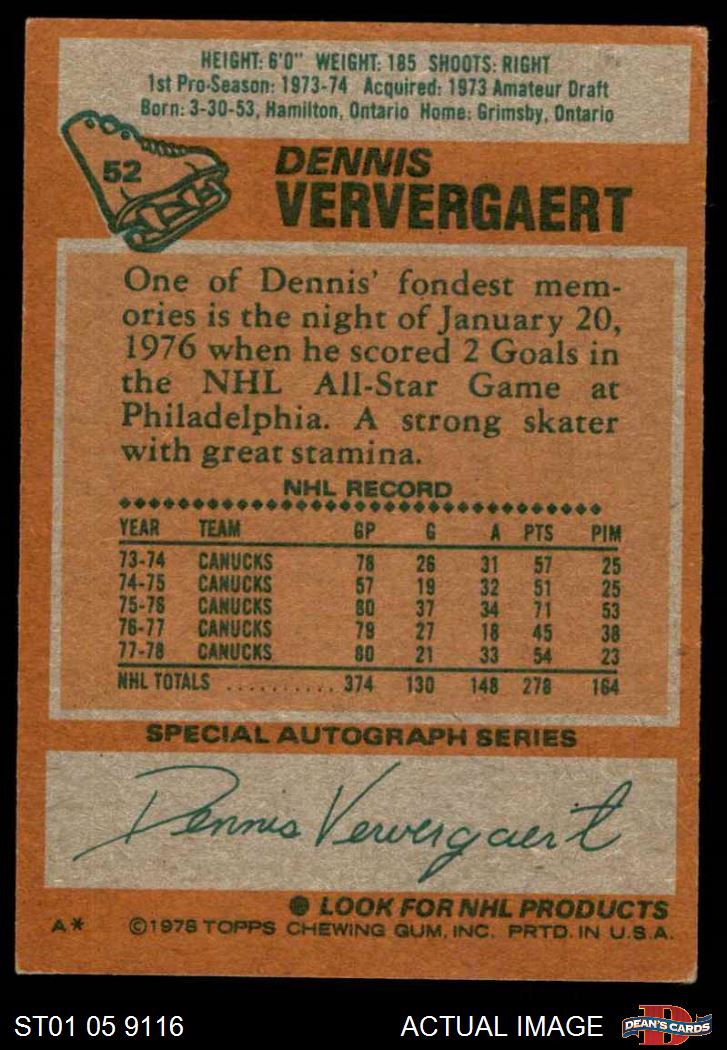 HEIGHT: 6'0" WEIGHT: 185 SHOOTS: RIGHT
1st Pro-Season: 1973-74 Acquired: 1973 Amateur Draft
Born: 3-30-53, Hamilton, Ontario Home: Grimsby, Ontario
52
DENNIS
VERVERGAERT
One of Dennis' fondest mem-
ories is the night of January 20,
1976 when he scored 2 Goals in
the NHL All-Star Game at
Philadelphia. A strong skater
with great stamina.
NHL RECORD
YEAR TEAM GP G A PTS PIM
73-74 CANUCKS 78 26 31 57 25
74-75 CANUCKS 57 19 32 51 25
75-76 CANUCKS 80 37 34 71 53
76-77 CANUCKS 79 27 18 45 38
77-78 CANUCKS 80 21 33 54 23
NHL TOTALS .......... 374 130 148 278 164
SPECIAL AUTOGRAPH SERIES
Dennis Ververgaert
● LOOK FOR NHL PRODUCTS
A* ©1978 TOPPS CHEWING GUM, INC. PRTD. IN U.S.A.
ST01 05 9116 ACTUAL IMAGE D DEAN'S CARDS